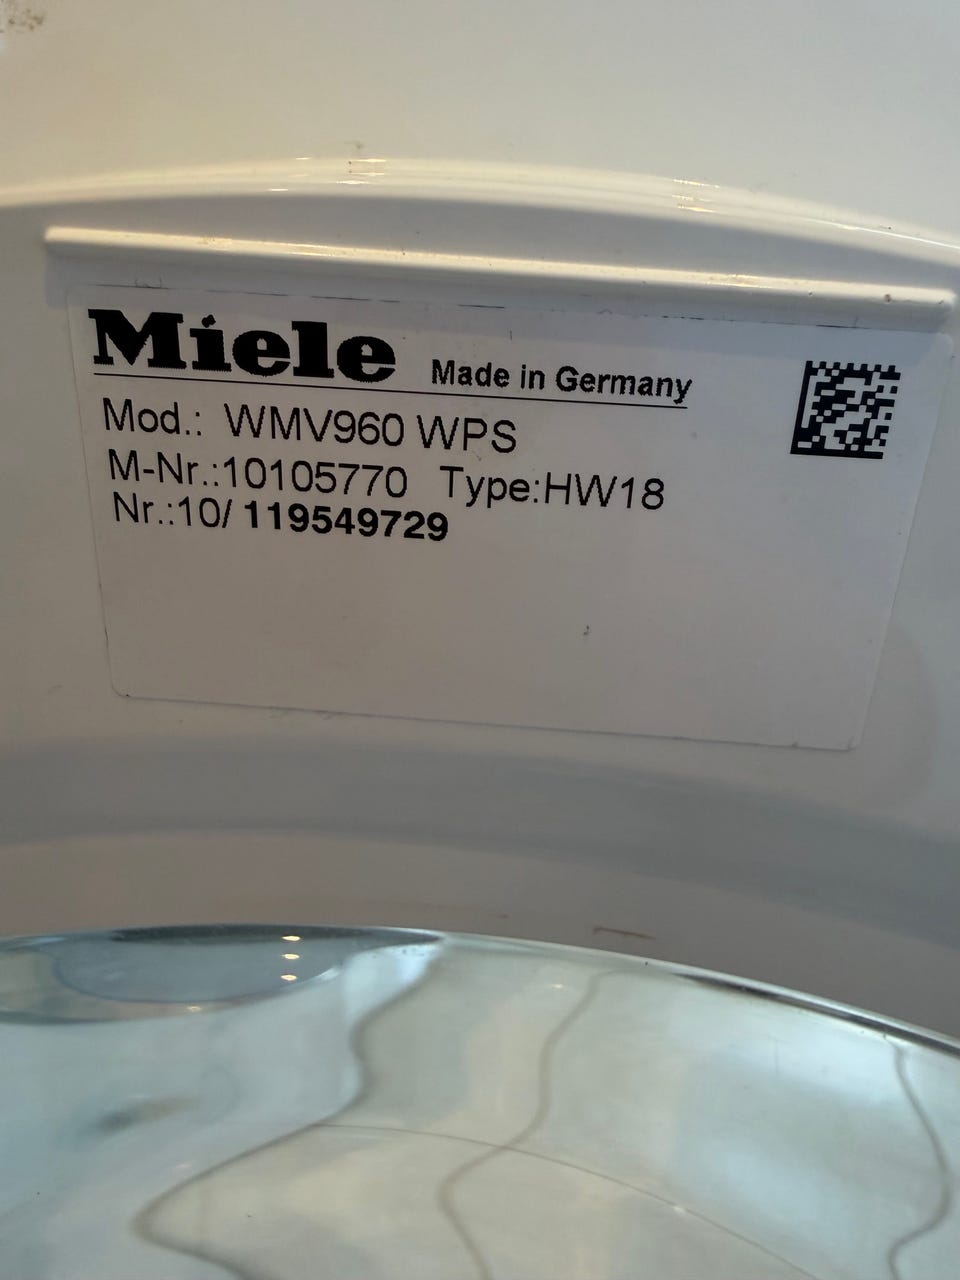 Miele Made in Germany
Mod.: WMV960 WPS
M-Nr.:10105770 Type:HW18
Nr.:10/ 119549729